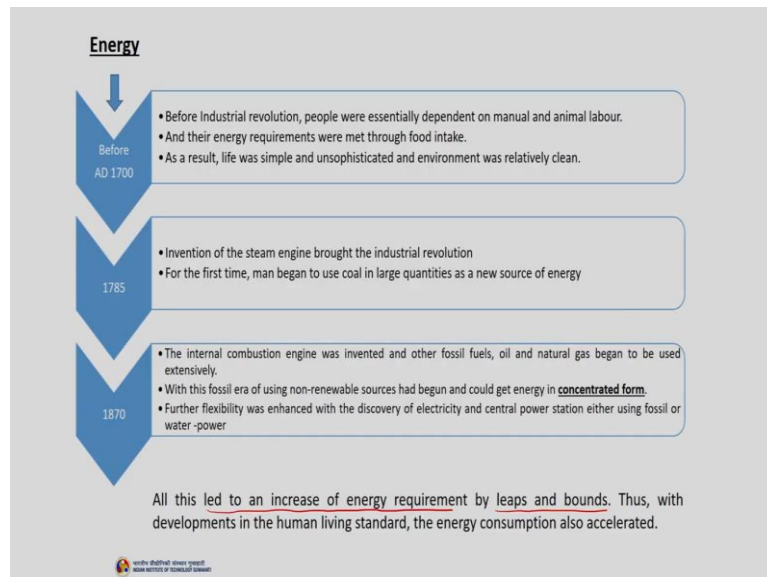 Energy
Before
AD 1700
• Before Industrial revolution, people were essentially dependent on manual and animal labour.
• And their energy requirements were met through food intake.
• As a result, life was simple and unsophisticated and environment was relatively clean.
1785
• Invention of the steam engine brought the industrial revolution
• For the first time, man began to use coal in large quantities as a new source of energy
1870
• The internal combustion engine was invented and other fossil fuels, oil and natural gas began to be used
extensively.
• With this fossil era of using non-renewable sources had begun and could get energy in concentrated form.
• Further flexibility was enhanced with the discovery of electricity and central power station either using fossil or
water -power
All this led to an increase of energy requirement by leaps and bounds. Thus, with
developments in the human living standard, the energy consumption also accelerated.
भारतीय प्रौद्योगिकी संस्थान गुवाहाटी
INDIAN INSTITUTE OF TECHNOLOGY GUWAHATI